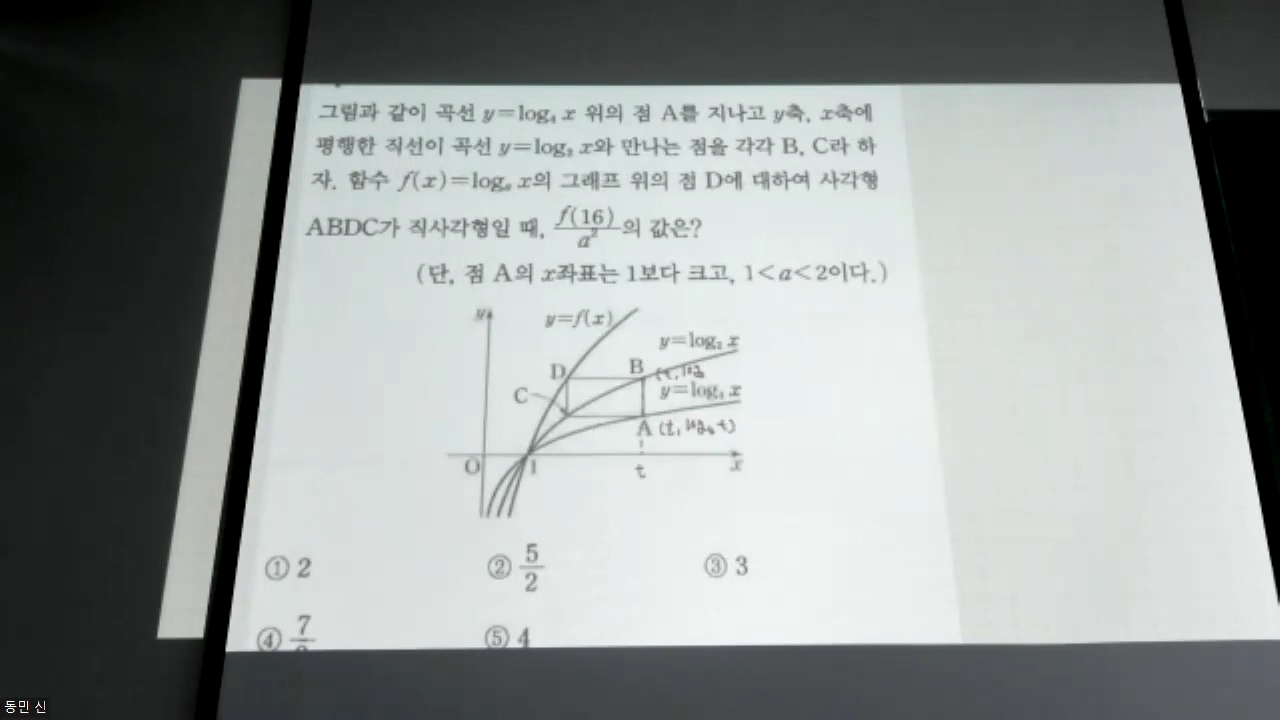 그림과 같이 곡선 y=log₄ x 위의 점 A를 지나고 y축, x축에
평행한 직선이 곡선 y=log₂ x와 만나는 점을 각각 B, C라 하
자. 함수 f(x)=logₐ x의 그래프 위의 점 D에 대하여 사각형
ABDC가 직사각형일 때, f(16)/a²의 값은?
(단, 점 A의 x좌표는 1보다 크고, 1<a<2이다.)
y y=f(x)
y=log₂ x
D B (t, log
C y=log₄ x
A (t, log₄ t)
O 1 t x
① 2 ② 5/2 ③ 3
④ 7 ⑤ 4
동민 신